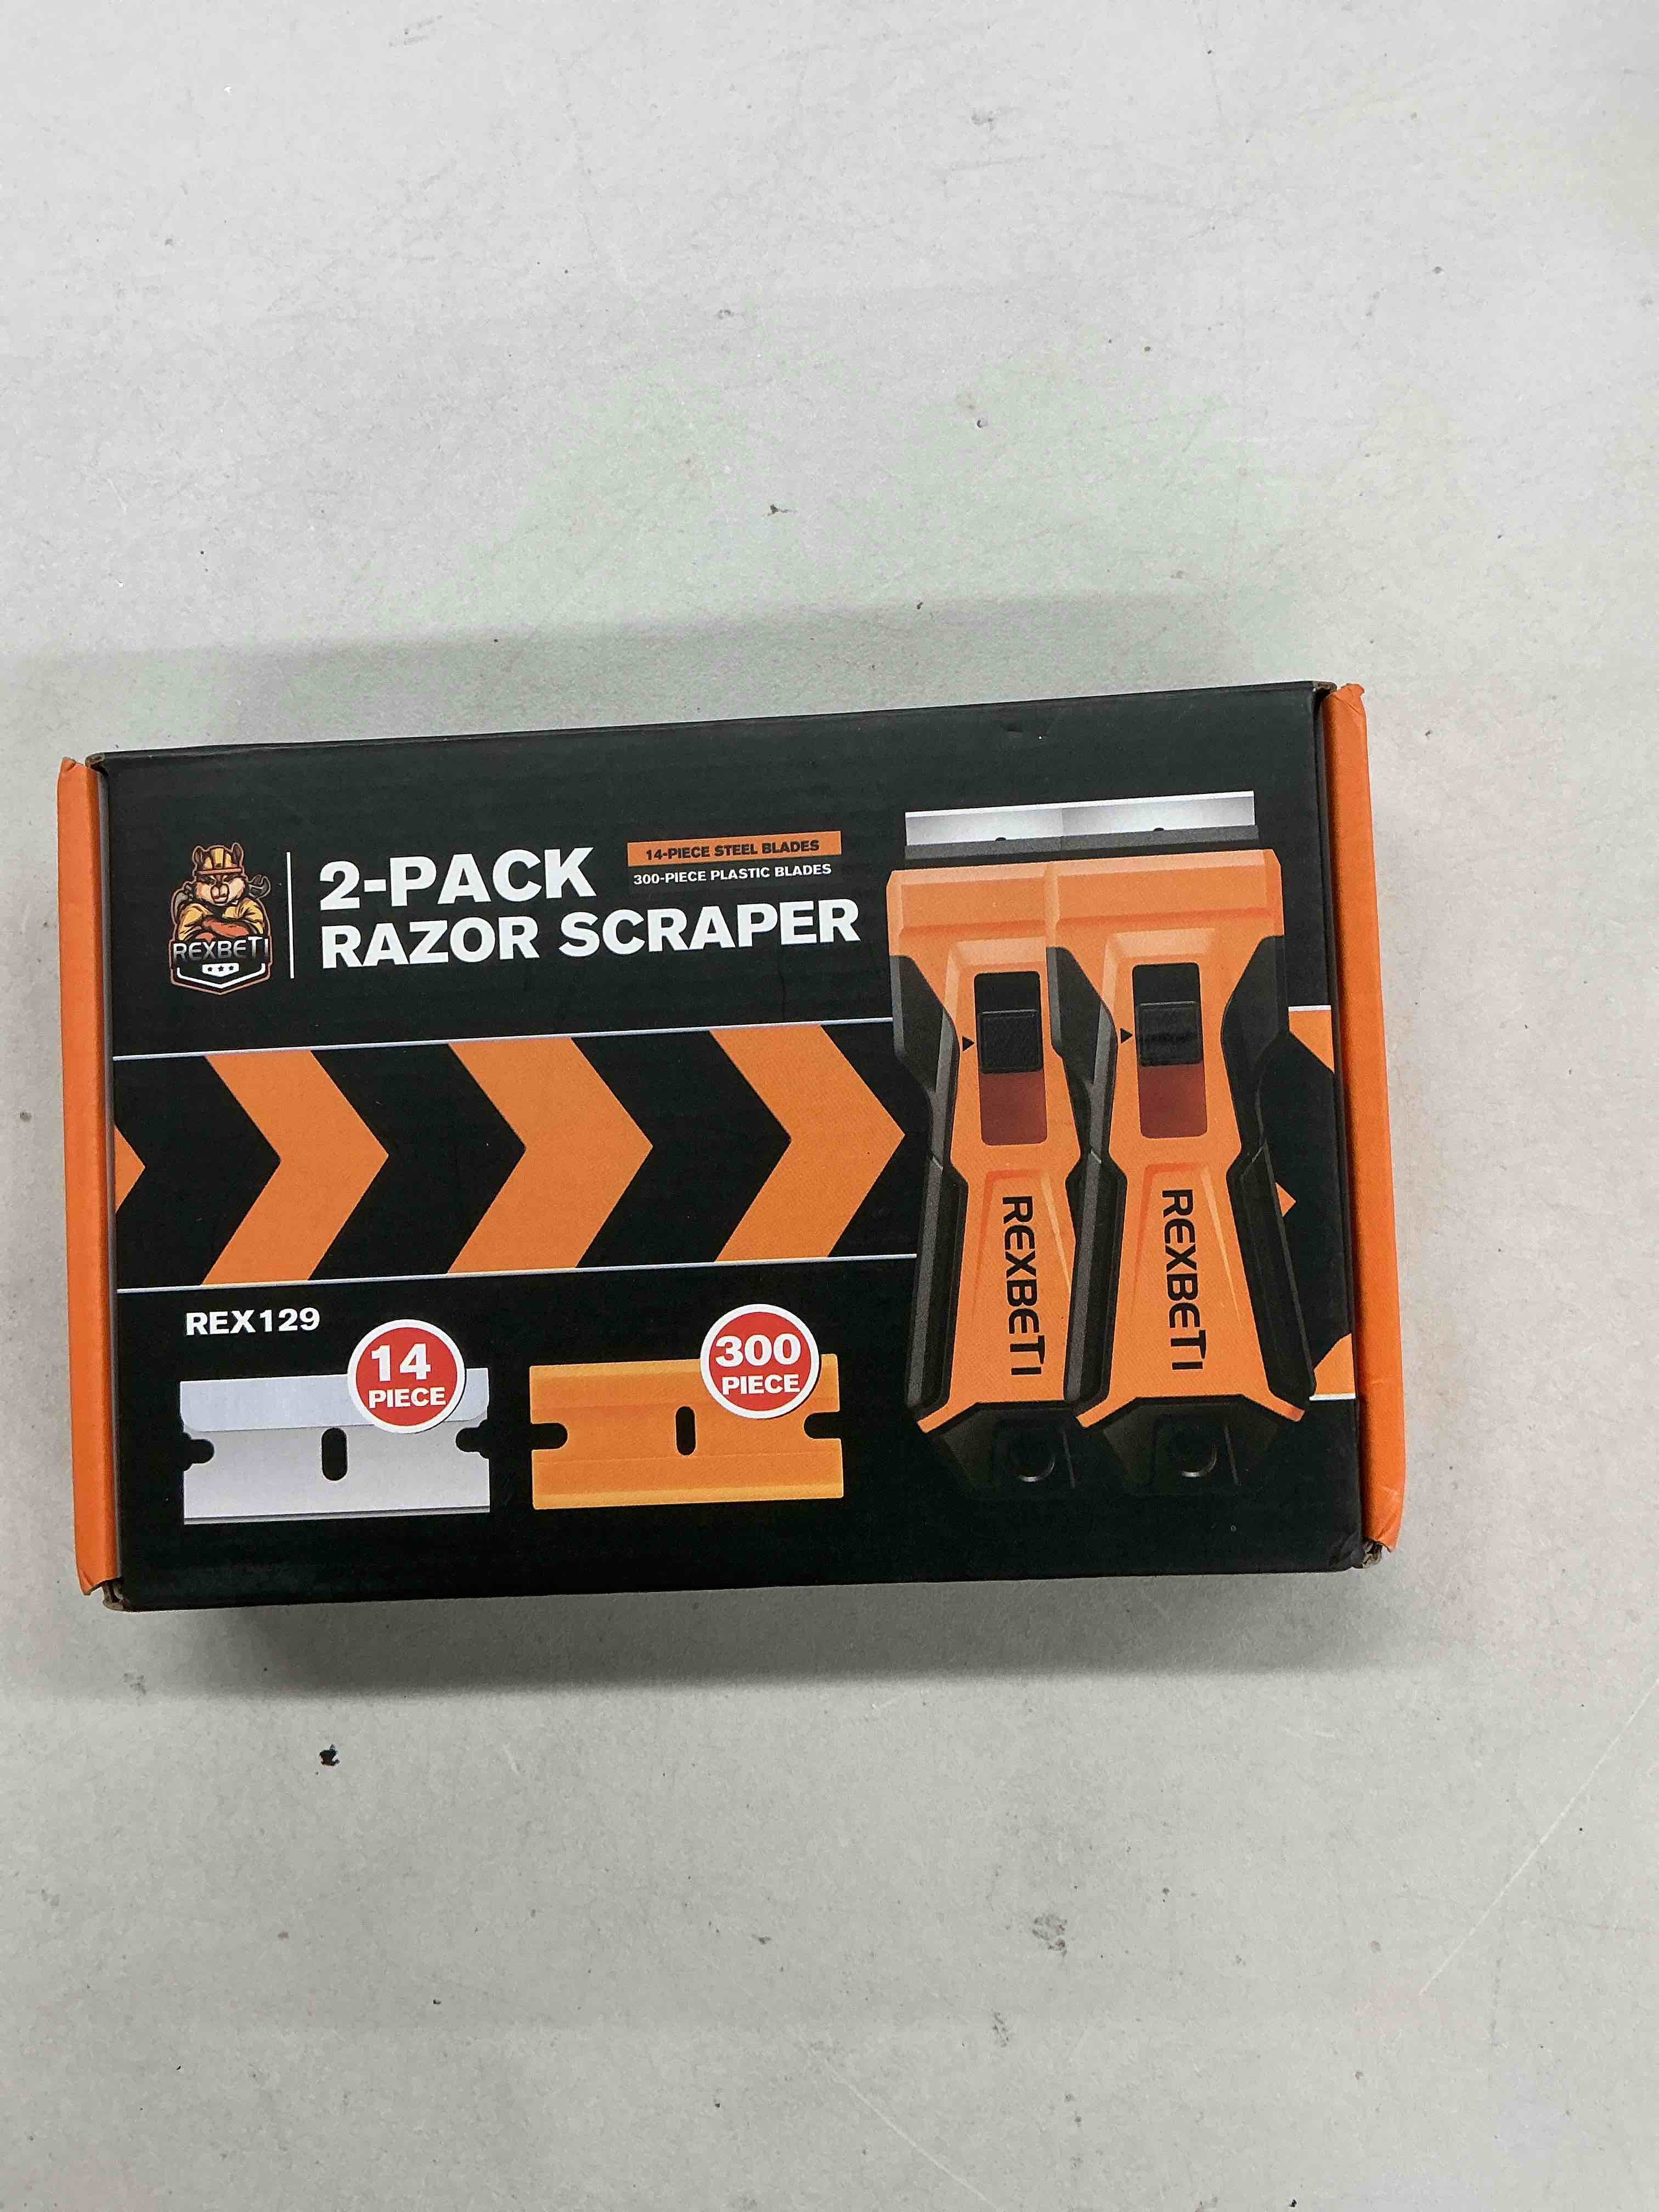 REXBETI
2-PACK
RAZOR SCRAPER
14-PIECE STEEL BLADES
300-PIECE PLASTIC BLADES
REX129
14
PIECE
300
PIECE
REXBETI
REXBETI